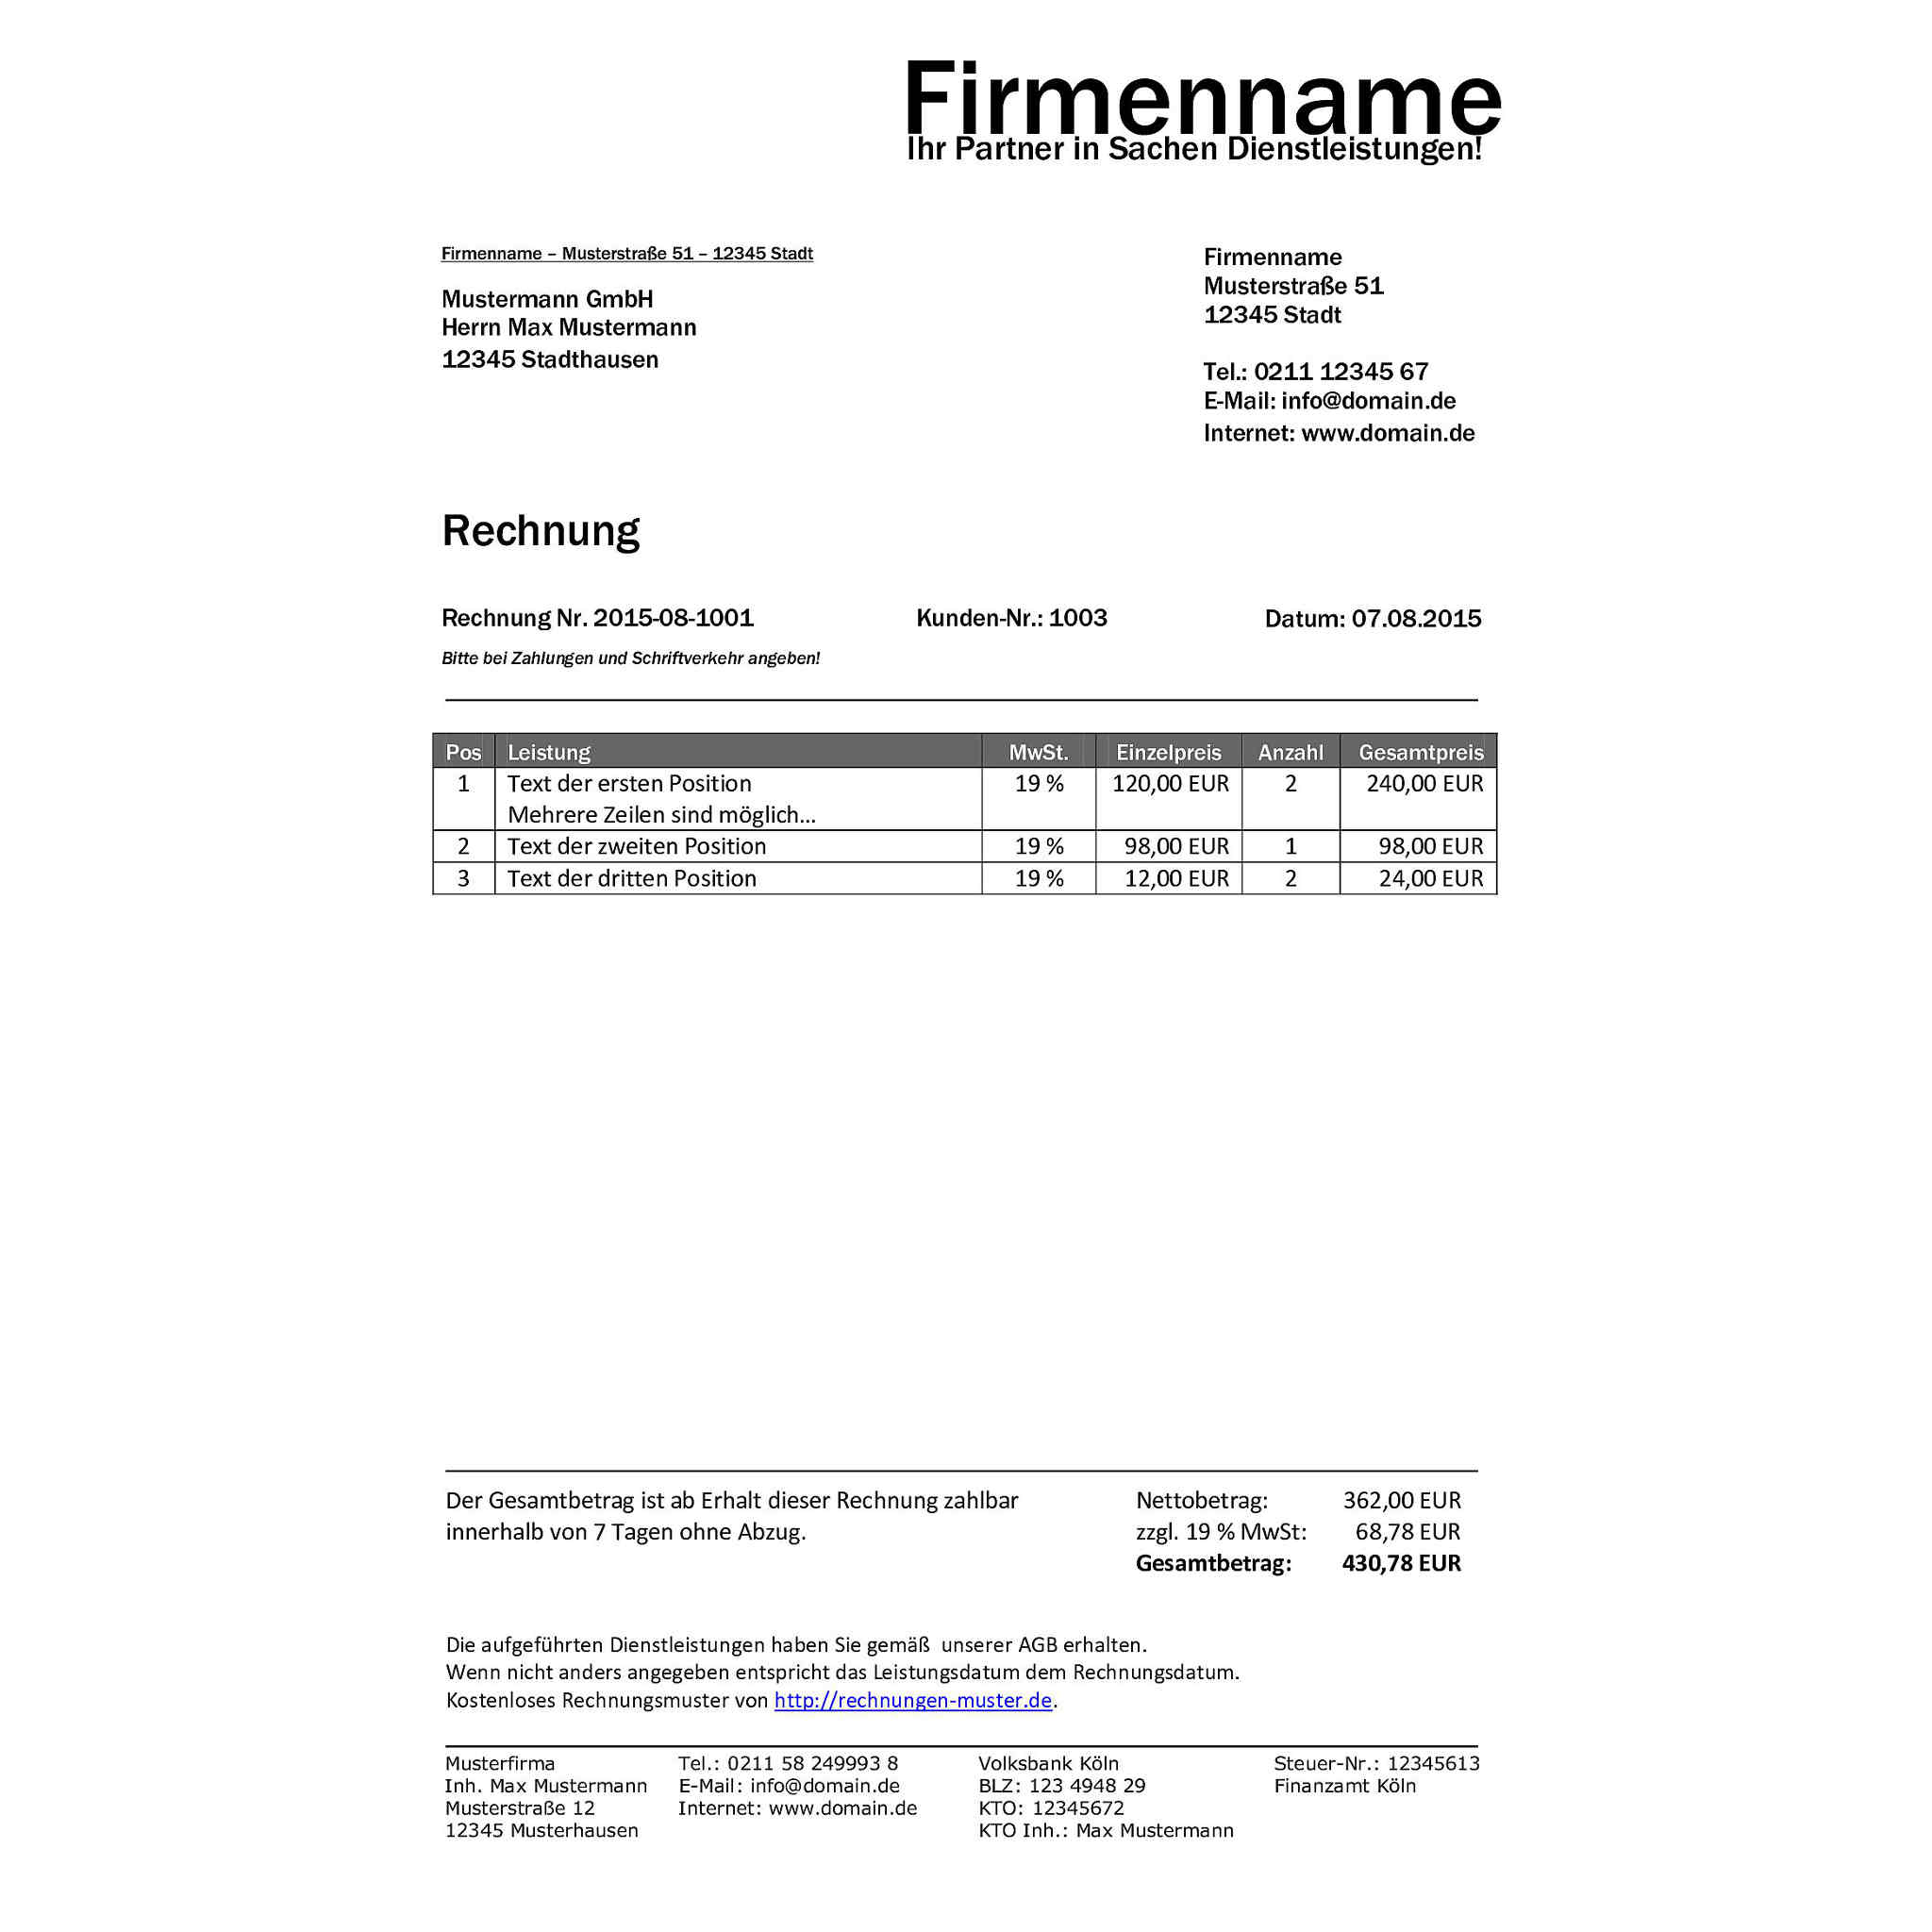 Firmenname
Ihr Partner in Sachen Dienstleistungen!
Firmenname – Musterstraße 51 – 12345 Stadt
Mustermann GmbH
Herrn Max Mustermann
12345 Stadthausen
Firmenname
Musterstraße 51
12345 Stadt
Tel.: 0211 12345 67
E-Mail: info@domain.de
Internet: www.domain.de
Rechnung
Rechnung Nr. 2015-08-1001 Kunden-Nr.: 1003 Datum: 07.08.2015
Bitte bei Zahlungen und Schriftverkehr angeben!
Pos Leistung MwSt. Einzelpreis Anzahl Gesamtpreis
1 Text der ersten Position 19 % 120,00 EUR 2 240,00 EUR
Mehrere Zeilen sind möglich...
2 Text der zweiten Position 19 % 98,00 EUR 1 98,00 EUR
3 Text der dritten Position 19 % 12,00 EUR 2 24,00 EUR
Der Gesamtbetrag ist ab Erhalt dieser Rechnung zahlbar
innerhalb von 7 Tagen ohne Abzug.
Nettobetrag: 362,00 EUR
zzgl. 19 % MwSt: 68,78 EUR
Gesamtbetrag: 430,78 EUR
Die aufgeführten Dienstleistungen haben Sie gemäß  unserer AGB erhalten.
Wenn nicht anders angegeben entspricht das Leistungsdatum dem Rechnungsdatum.
Kostenloses Rechnungsmuster von http://rechnungen-muster.de.
Musterfirma
Inh. Max Mustermann
Musterstraße 12
12345 Musterhausen
Tel.: 0211 58 249993 8
E-Mail: info@domain.de
Internet: www.domain.de
Volksbank Köln
BLZ: 123 4948 29
KTO: 12345672
KTO Inh.: Max Mustermann
Steuer-Nr.: 12345613
Finanzamt Köln